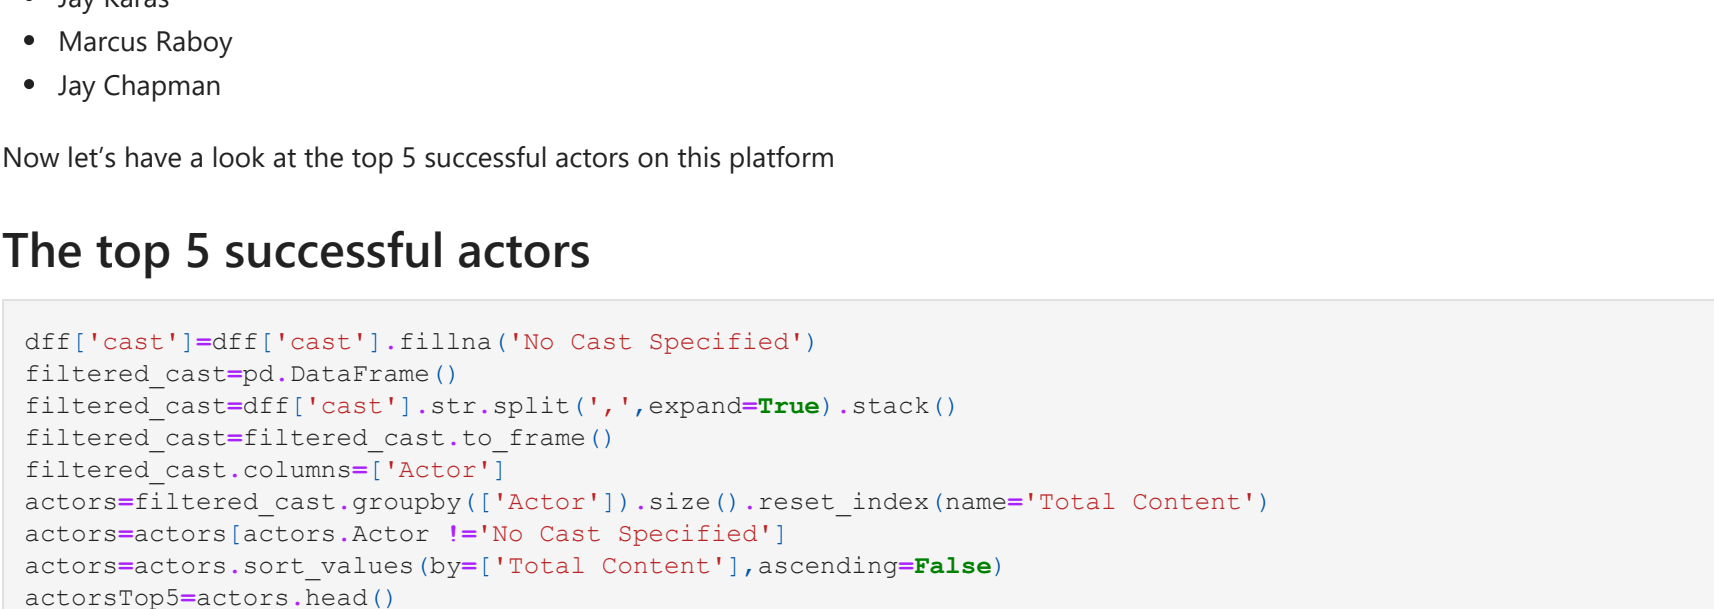 Jay Karas
Marcus Raboy
Jay Chapman
Now let’s have a look at the top 5 successful actors on this platform
The top 5 successful actors
dff['cast']=dff['cast'].fillna('No Cast Specified')
filtered_cast=pd.DataFrame()
filtered_cast=dff['cast'].str.split(',',expand=True).stack()
filtered_cast=filtered_cast.to_frame()
filtered_cast.columns=['Actor']
actors=filtered_cast.groupby(['Actor']).size().reset_index(name='Total Content')
actors=actors[actors.Actor !='No Cast Specified']
actors=actors.sort_values(by=['Total Content'],ascending=False)
actorsTop5=actors.head()